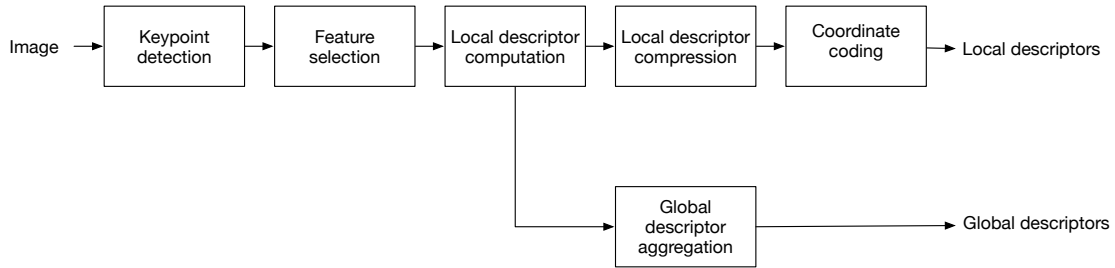 Image
Keypoint
detection
Feature
selection
Local descriptor
computation
Local descriptor
compression
Coordinate
coding
Local descriptors
Global
descriptor
aggregation
Global descriptors